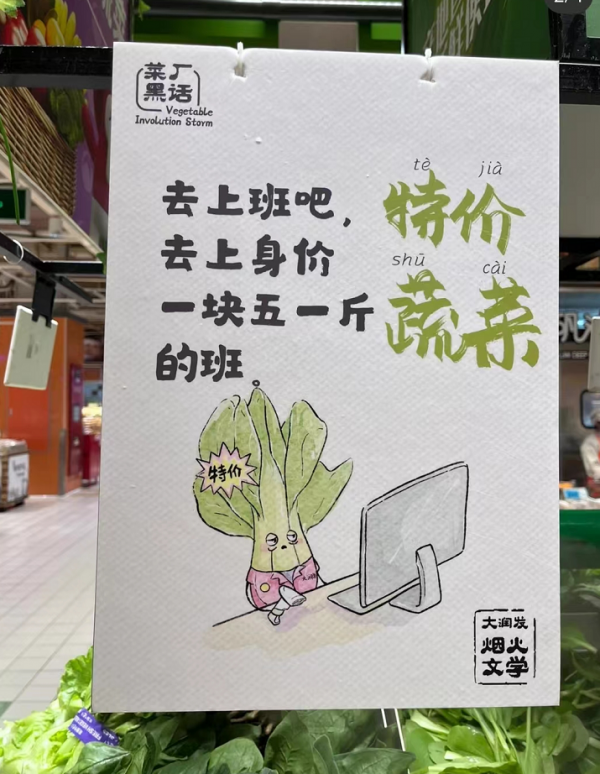 菜厂
黑话
Vegetable
Involution Storm
去上班吧，
去上身价
一块五一斤
的班
tè jià
特价
shū cài
蔬菜
特价
大润发
烟火
文学